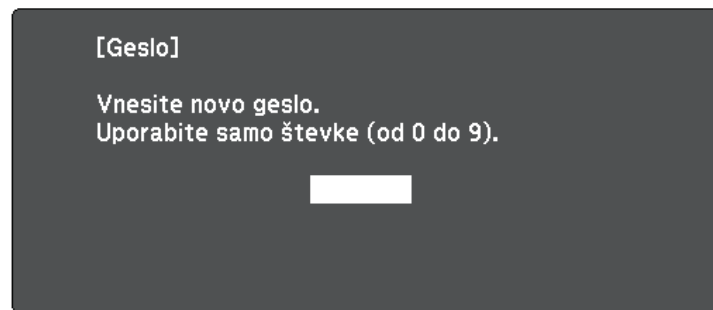 [Geslo]
Vnesite novo geslo.
Uporabite samo števke (od 0 do 9).